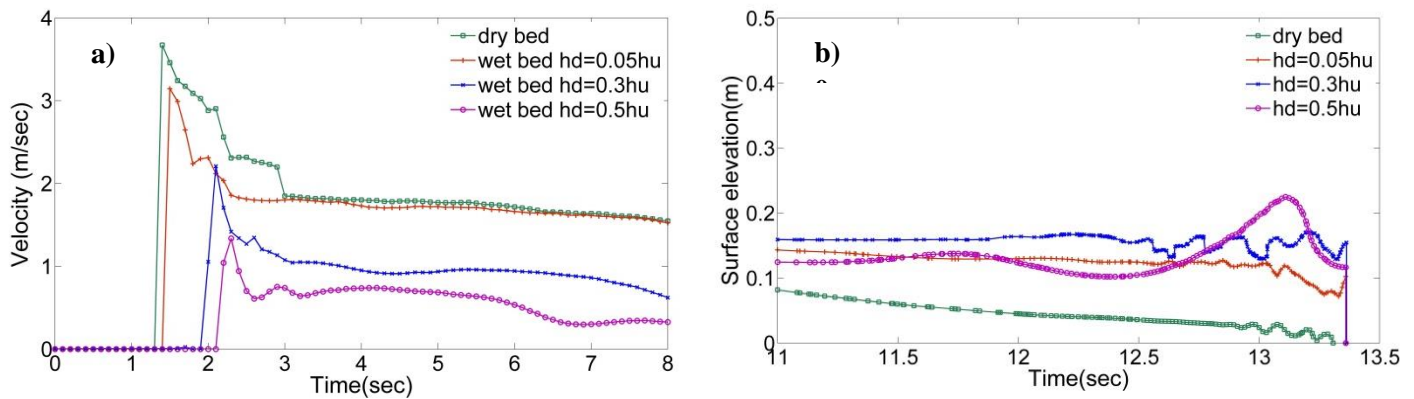 a)
Velocity (m/sec)
4
3
2
1
0
0 1 2 3 4 5 6 7 8
Time(sec)
dry bed
wet bed hd=0.05hu
wet bed hd=0.3hu
wet bed hd=0.5hu
b)
Surface elevation(m)
0.5
0.4
0.3
0.2
0.1
0
11 11.5 12 12.5 13 13.5
Time(sec)
dry bed
hd=0.05hu
hd=0.3hu
hd=0.5hu